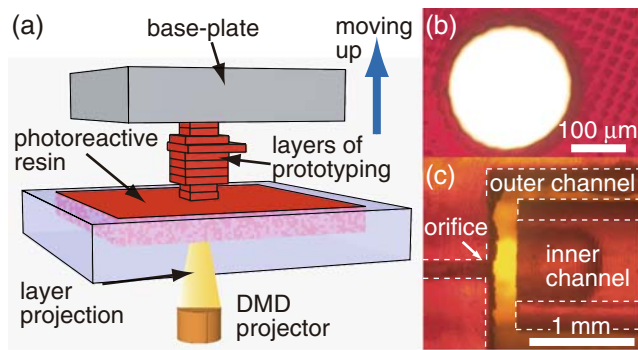 (a)
base-plate
moving
up
photoreactive
resin
layers of
prototyping
layer
projection
DMD
projector
(b)
100 μm
(c)
outer channel
orifice
inner
channel
1 mm